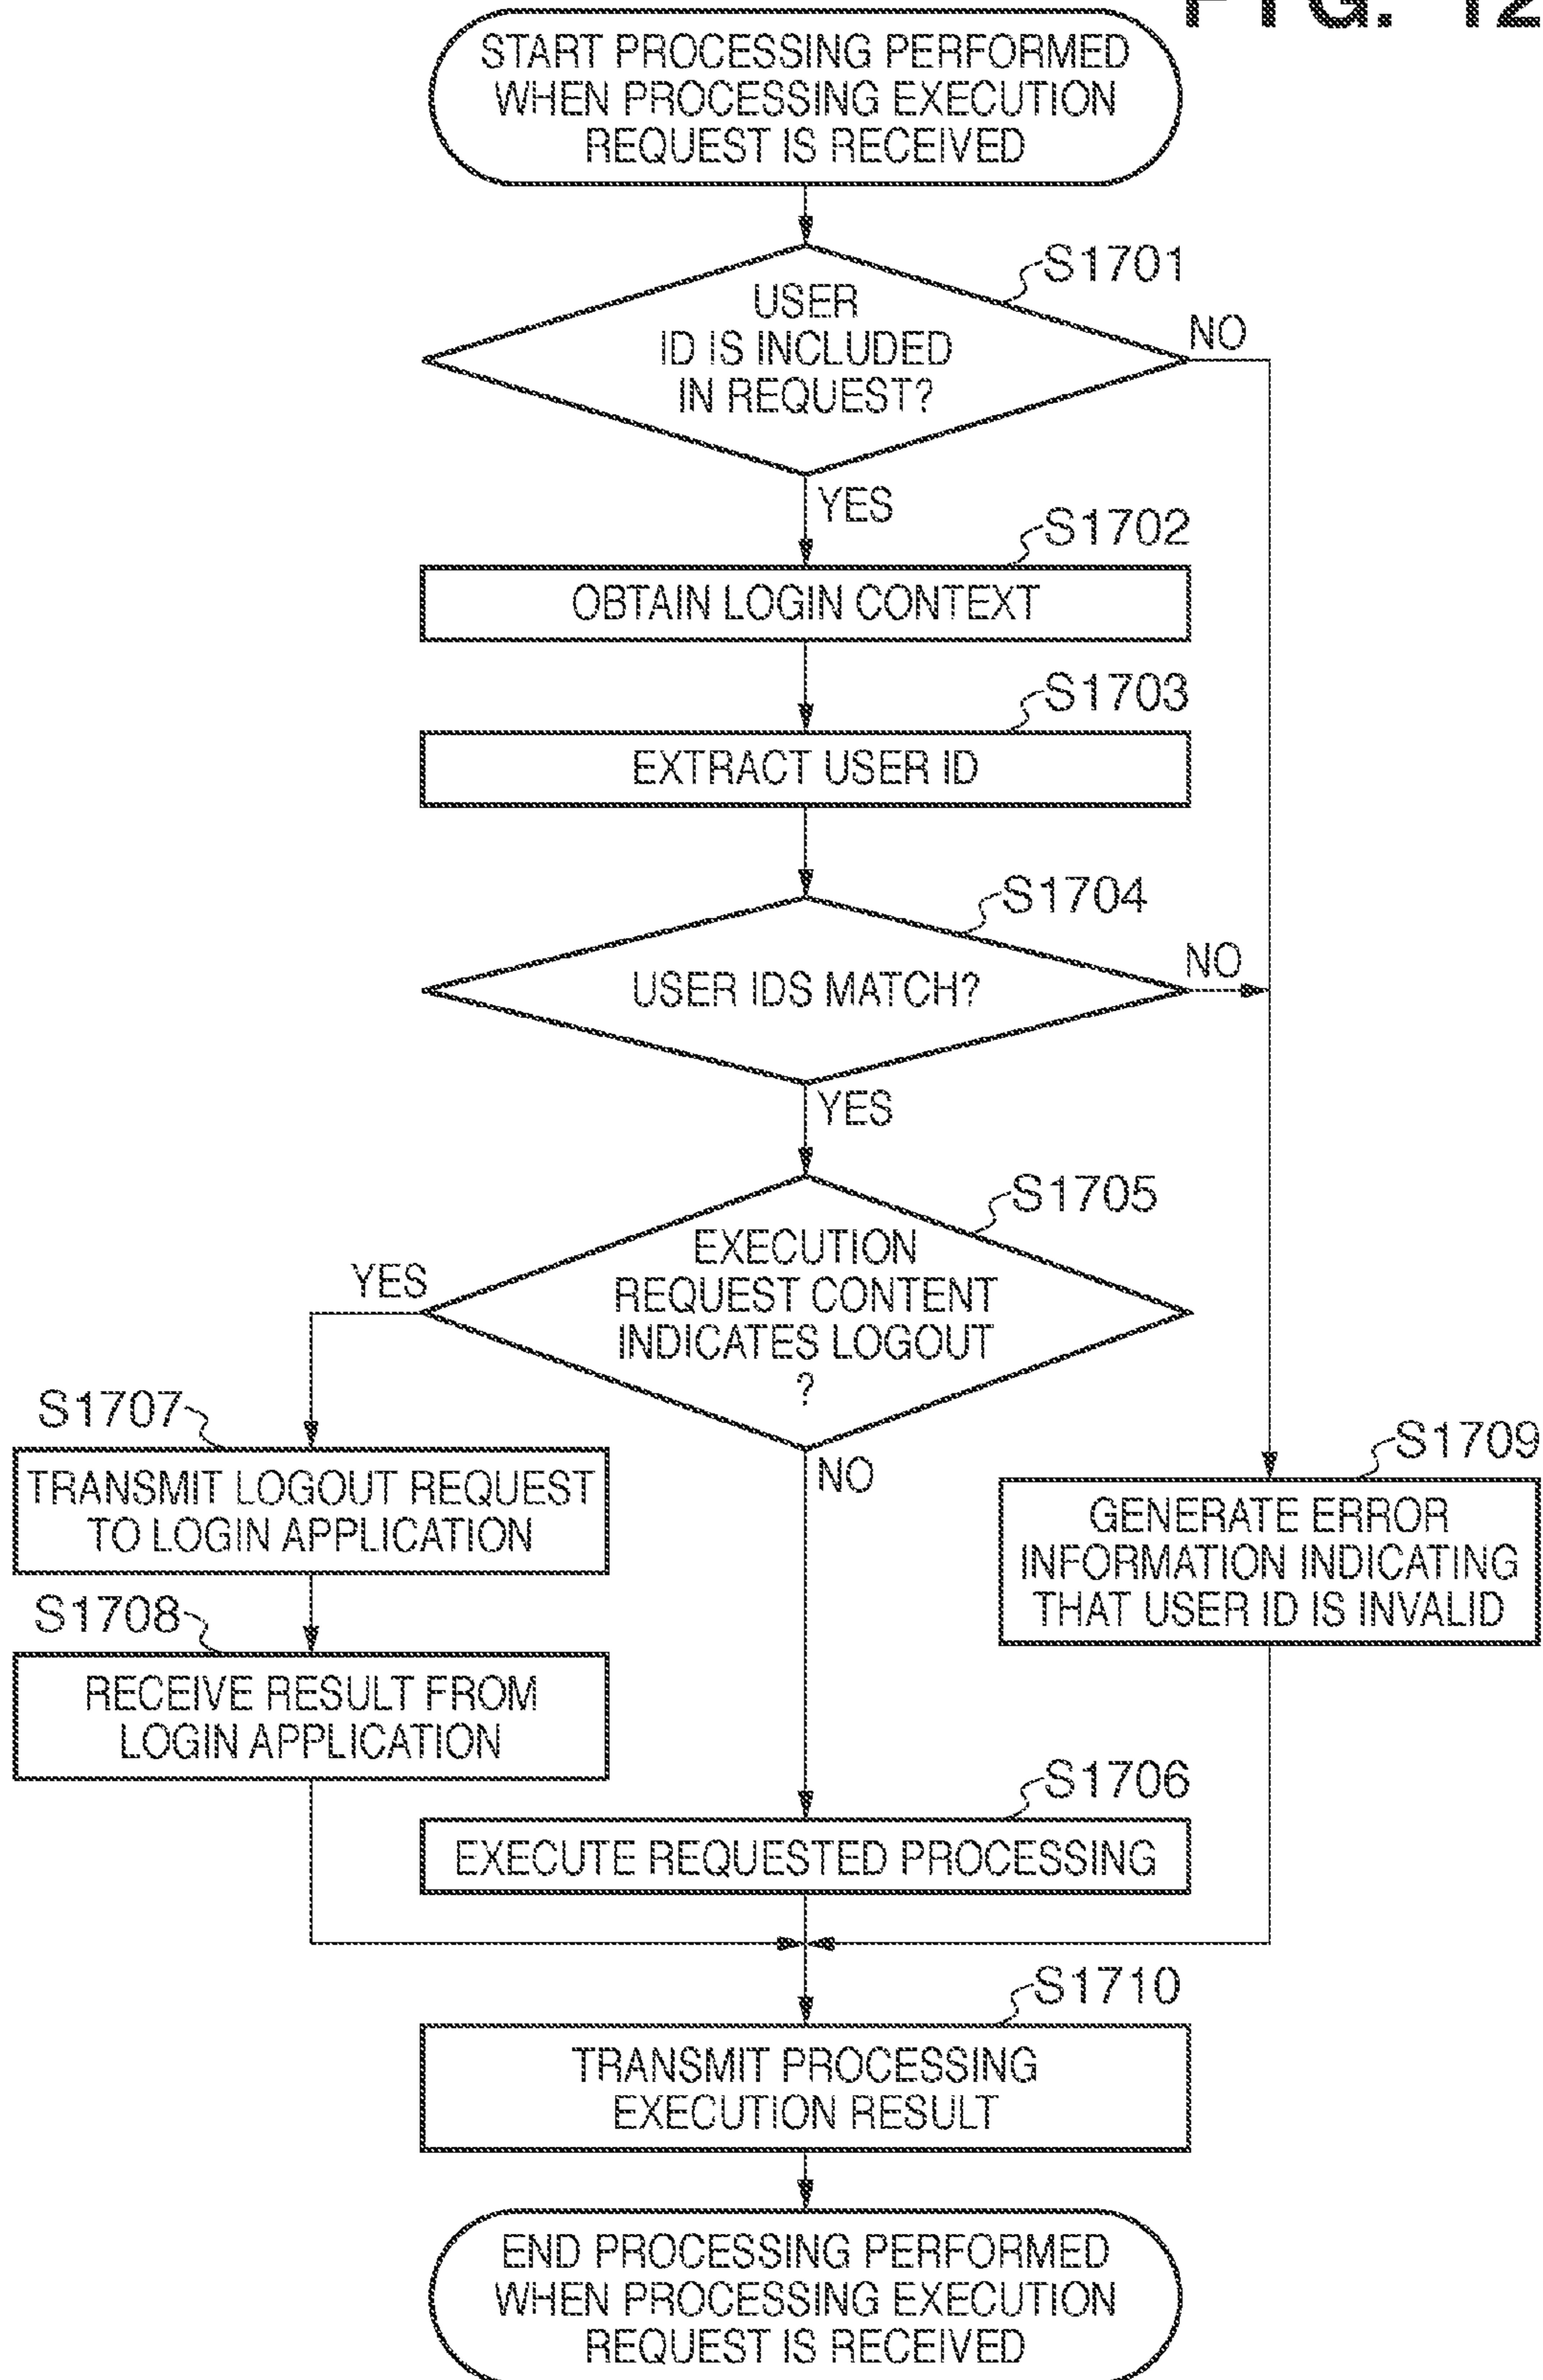 FIG. 12
START PROCESSING PERFORMED
WHEN PROCESSING EXECUTION
REQUEST IS RECEIVED
S1701
USER
ID IS INCLUDED
IN REQUEST?
NO
YES
S1702
OBTAIN LOGIN CONTEXT
S1703
EXTRACT USER ID
S1704
USER IDS MATCH?
NO
YES
S1705
EXECUTION
REQUEST CONTENT
INDICATES LOGOUT
?
YES
NO
S1707
TRANSMIT LOGOUT REQUEST
TO LOGIN APPLICATION
S1709
GENERATE ERROR
INFORMATION INDICATING
THAT USER ID IS INVALID
S1708
RECEIVE RESULT FROM
LOGIN APPLICATION
S1706
EXECUTE REQUESTED PROCESSING
S1710
TRANSMIT PROCESSING
EXECUTION RESULT
END PROCESSING PERFORMED
WHEN PROCESSING EXECUTION
REQUEST IS RECEIVED